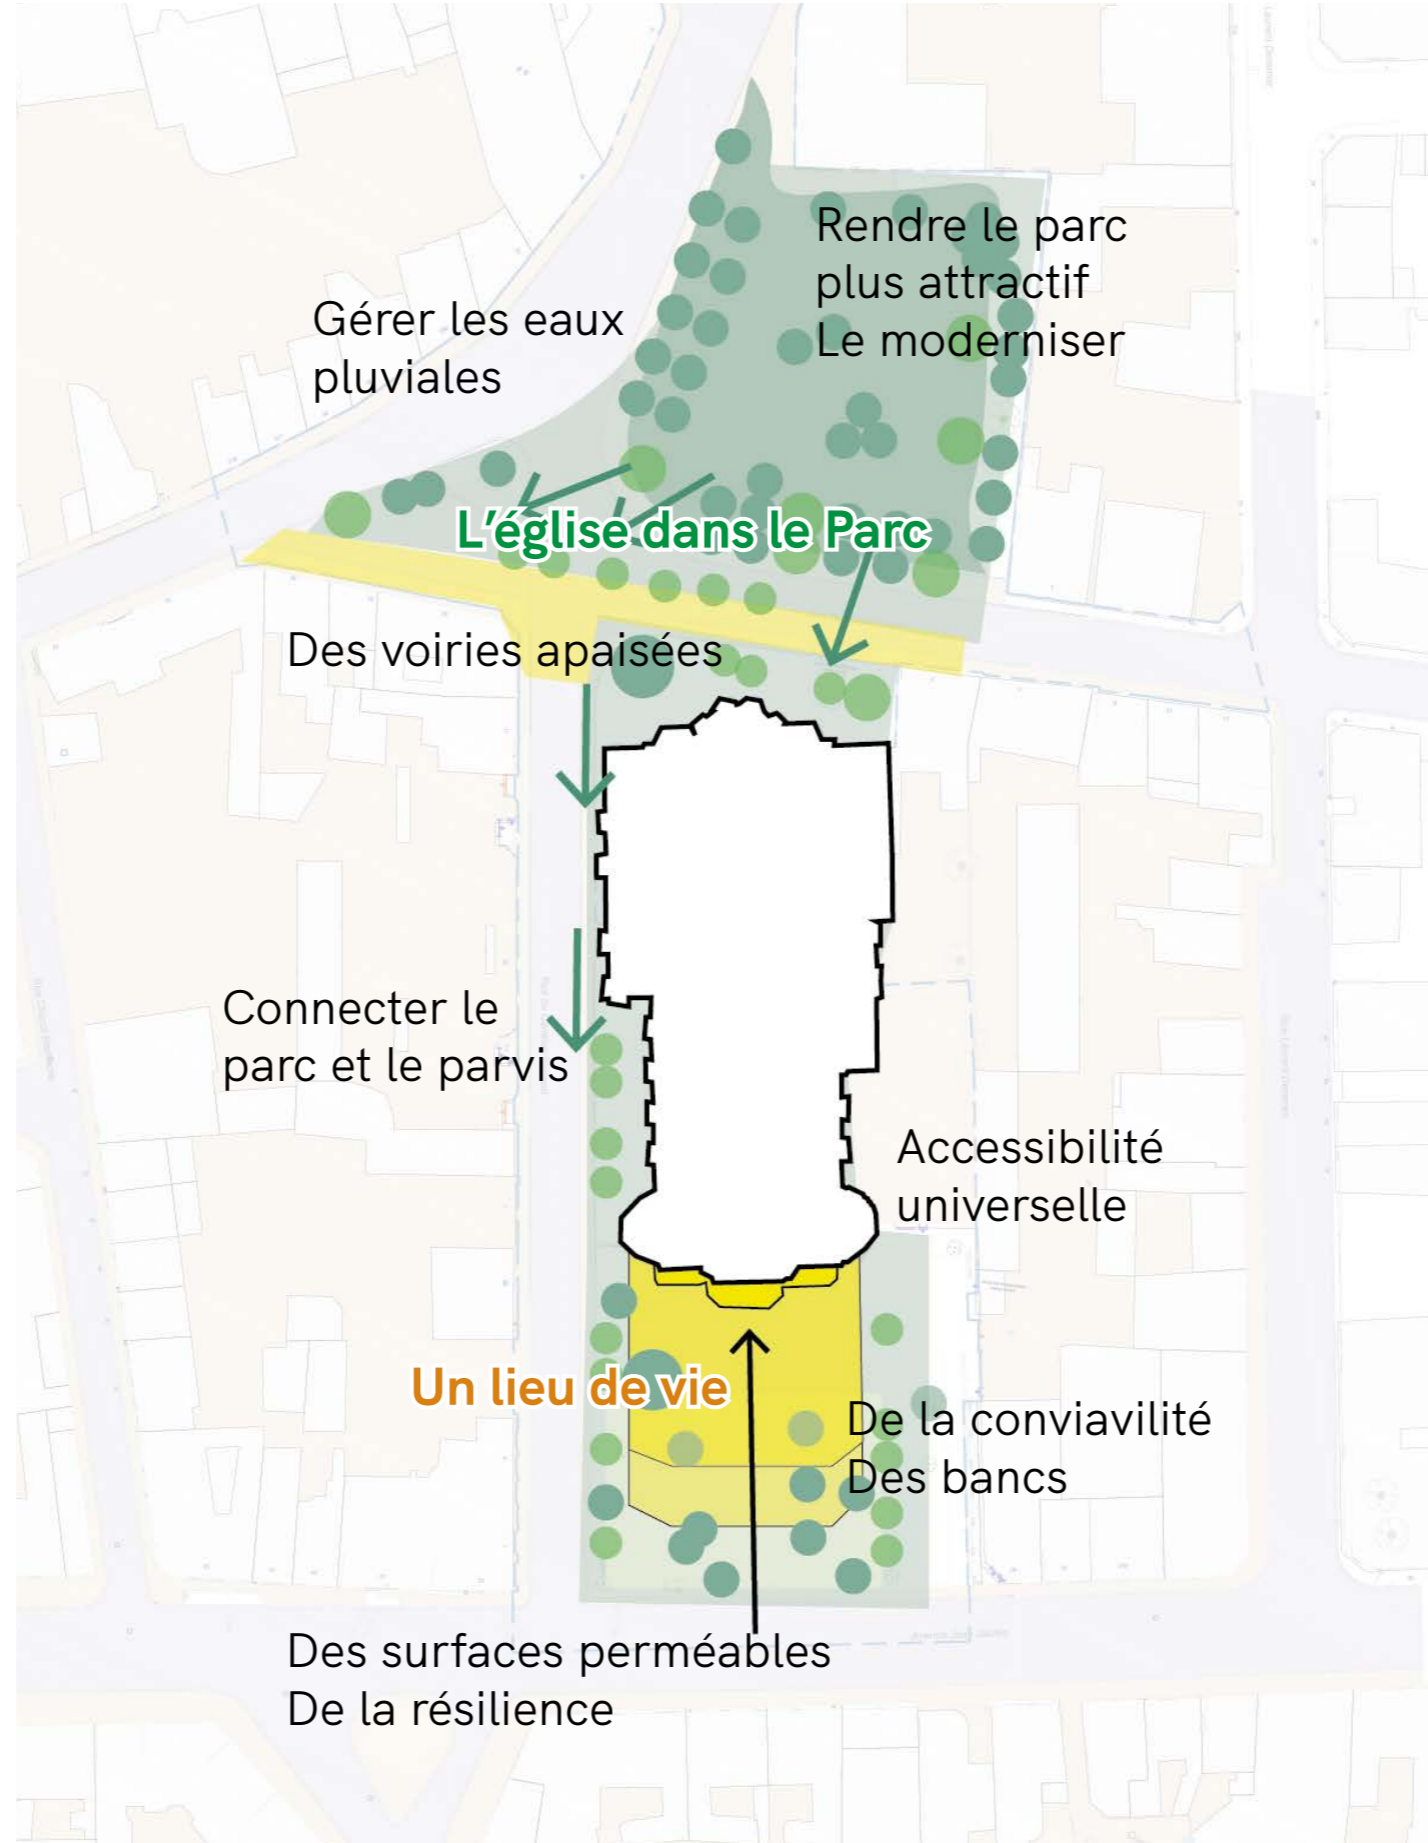 Rendre le parc
plus attractif
Le moderniser
Gérer les eaux
pluviales
L'église dans le Parc
Des voiries apaisées
Connecter le
parc et le parvis
Accessibilité
universelle
Un lieu de vie
De la conviavilité
Des bancs
Des surfaces perméables
De la résilience